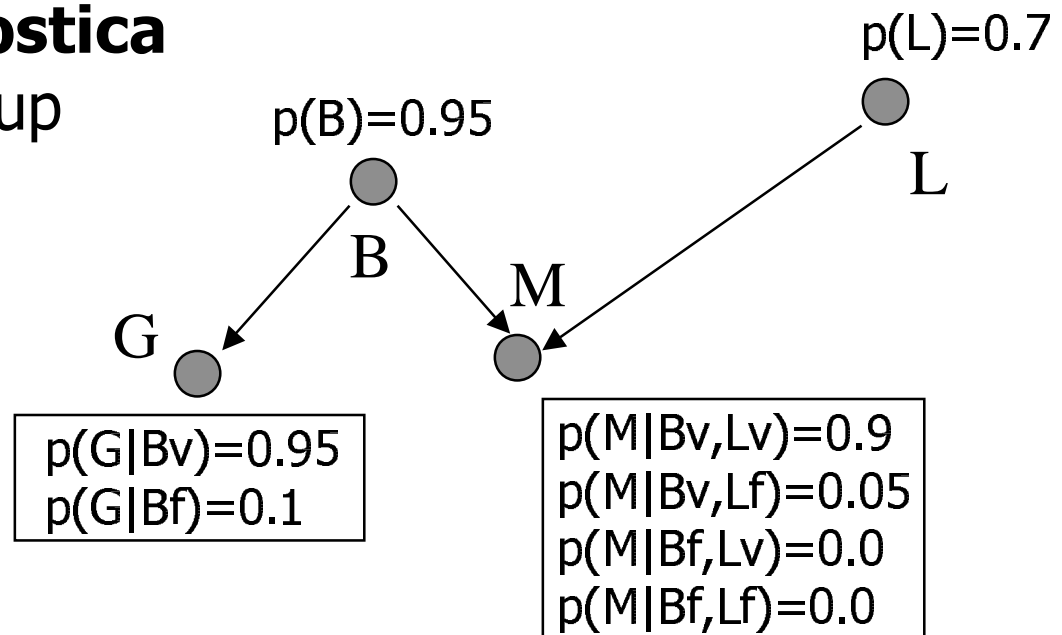 up
p(L)=0.7
p(B)=0.95
L
B
M
G
p(G|Bv)=0.95
p(G|Bf)=0.1
p(M|Bv,Lv)=0.9
p(M|Bv,Lf)=0.05
p(M|Bf,Lv)=0.0
p(M|Bf,Lf)=0.0